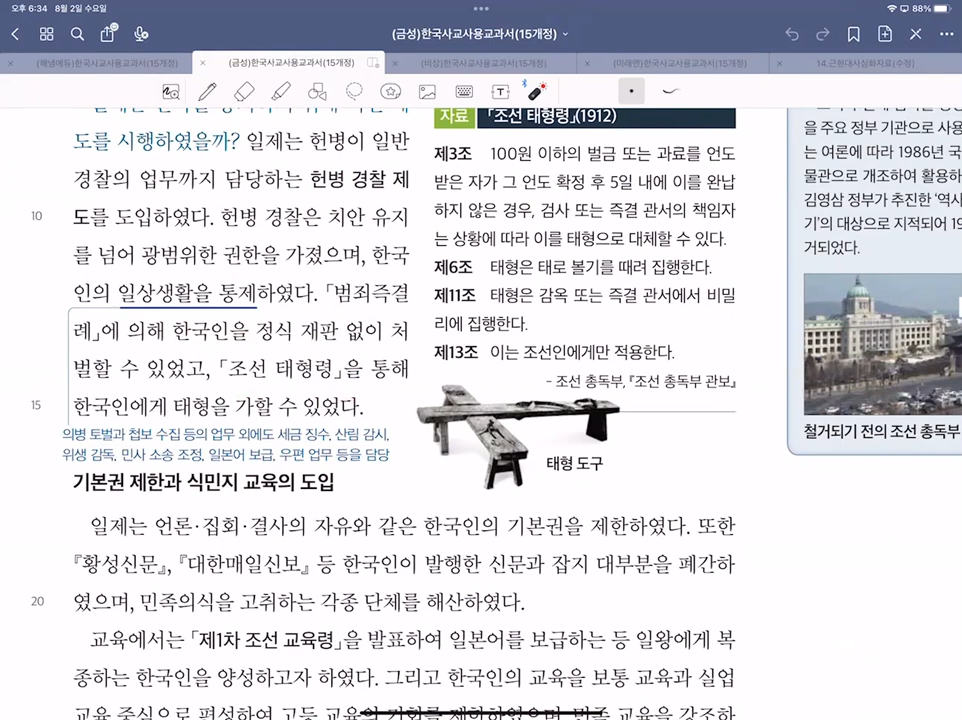 오후 6:34 8월 2일 수요일
88%
(금성)한국사교사용교과서(15개정)
(해냄에듀)한국사교사용교과서(15개정)
(금성)한국사교사용교과서(15개정)
(비상)한국사교사용교과서(15개정)
(미래엔)한국사교사용교과서(15개정)
14.근현대사심화자료(수정)
도를 시행하였을까? 일제는 헌병이 일반
경찰의 업무까지 담당하는 헌병 경찰 제
10 도를 도입하였다. 헌병 경찰은 치안 유지
를 넘어 광범위한 권한을 가졌으며, 한국
인의 일상생활을 통제하였다. 「범죄즉결
례」에 의해 한국인을 정식 재판 없이 처
벌할 수 있었고, 「조선 태형령」을 통해
15 한국인에게 태형을 가할 수 있었다.
의병 토벌과 첩보 수집 등의 업무 외에도 세금 징수, 산림 감시,
위생 감독, 민사 소송 조정, 일본어 보급, 우편 업무 등을 담당
자료 「조선 태형령」(1912)
제3조 100원 이하의 벌금 또는 과료를 언도
받은 자가 그 언도 확정 후 5일 내에 이를 완납
하지 않은 경우, 검사 또는 즉결 관서의 책임자
는 상황에 따라 이를 태형으로 대체할 수 있다.
제6조 태형은 태로 볼기를 때려 집행한다.
제11조 태형은 감옥 또는 즉결 관서에서 비밀
리에 집행한다.
제13조 이는 조선인에게만 적용한다.
- 조선 총독부, 『조선 총독부 관보』
태형 도구
기본권 제한과 식민지 교육의 도입
일제는 언론·집회·결사의 자유와 같은 한국인의 기본권을 제한하였다. 또한
『황성신문』, 『대한매일신보』 등 한국인이 발행한 신문과 잡지 대부분을 폐간하
20 였으며, 민족의식을 고취하는 각종 단체를 해산하였다.
교육에서는 「제1차 조선 교육령」을 발표하여 일본어를 보급하는 등 일왕에게 복
종하는 한국인을 양성하고자 하였다. 그리고 한국인의 교육을 보통 교육과 실업
교육 중심으로 편성하여 고등 교육의 기회를 제한하였으며, 민족 교육을 강조하
을 주요 정부 기관으로 사용
는 여론에 따라 1986년 국
물관으로 개조하여 활용하
김영삼 정부가 추진한 '역사
기'의 대상으로 지적되어 19
거되었다.
철거되기 전의 조선 총독부